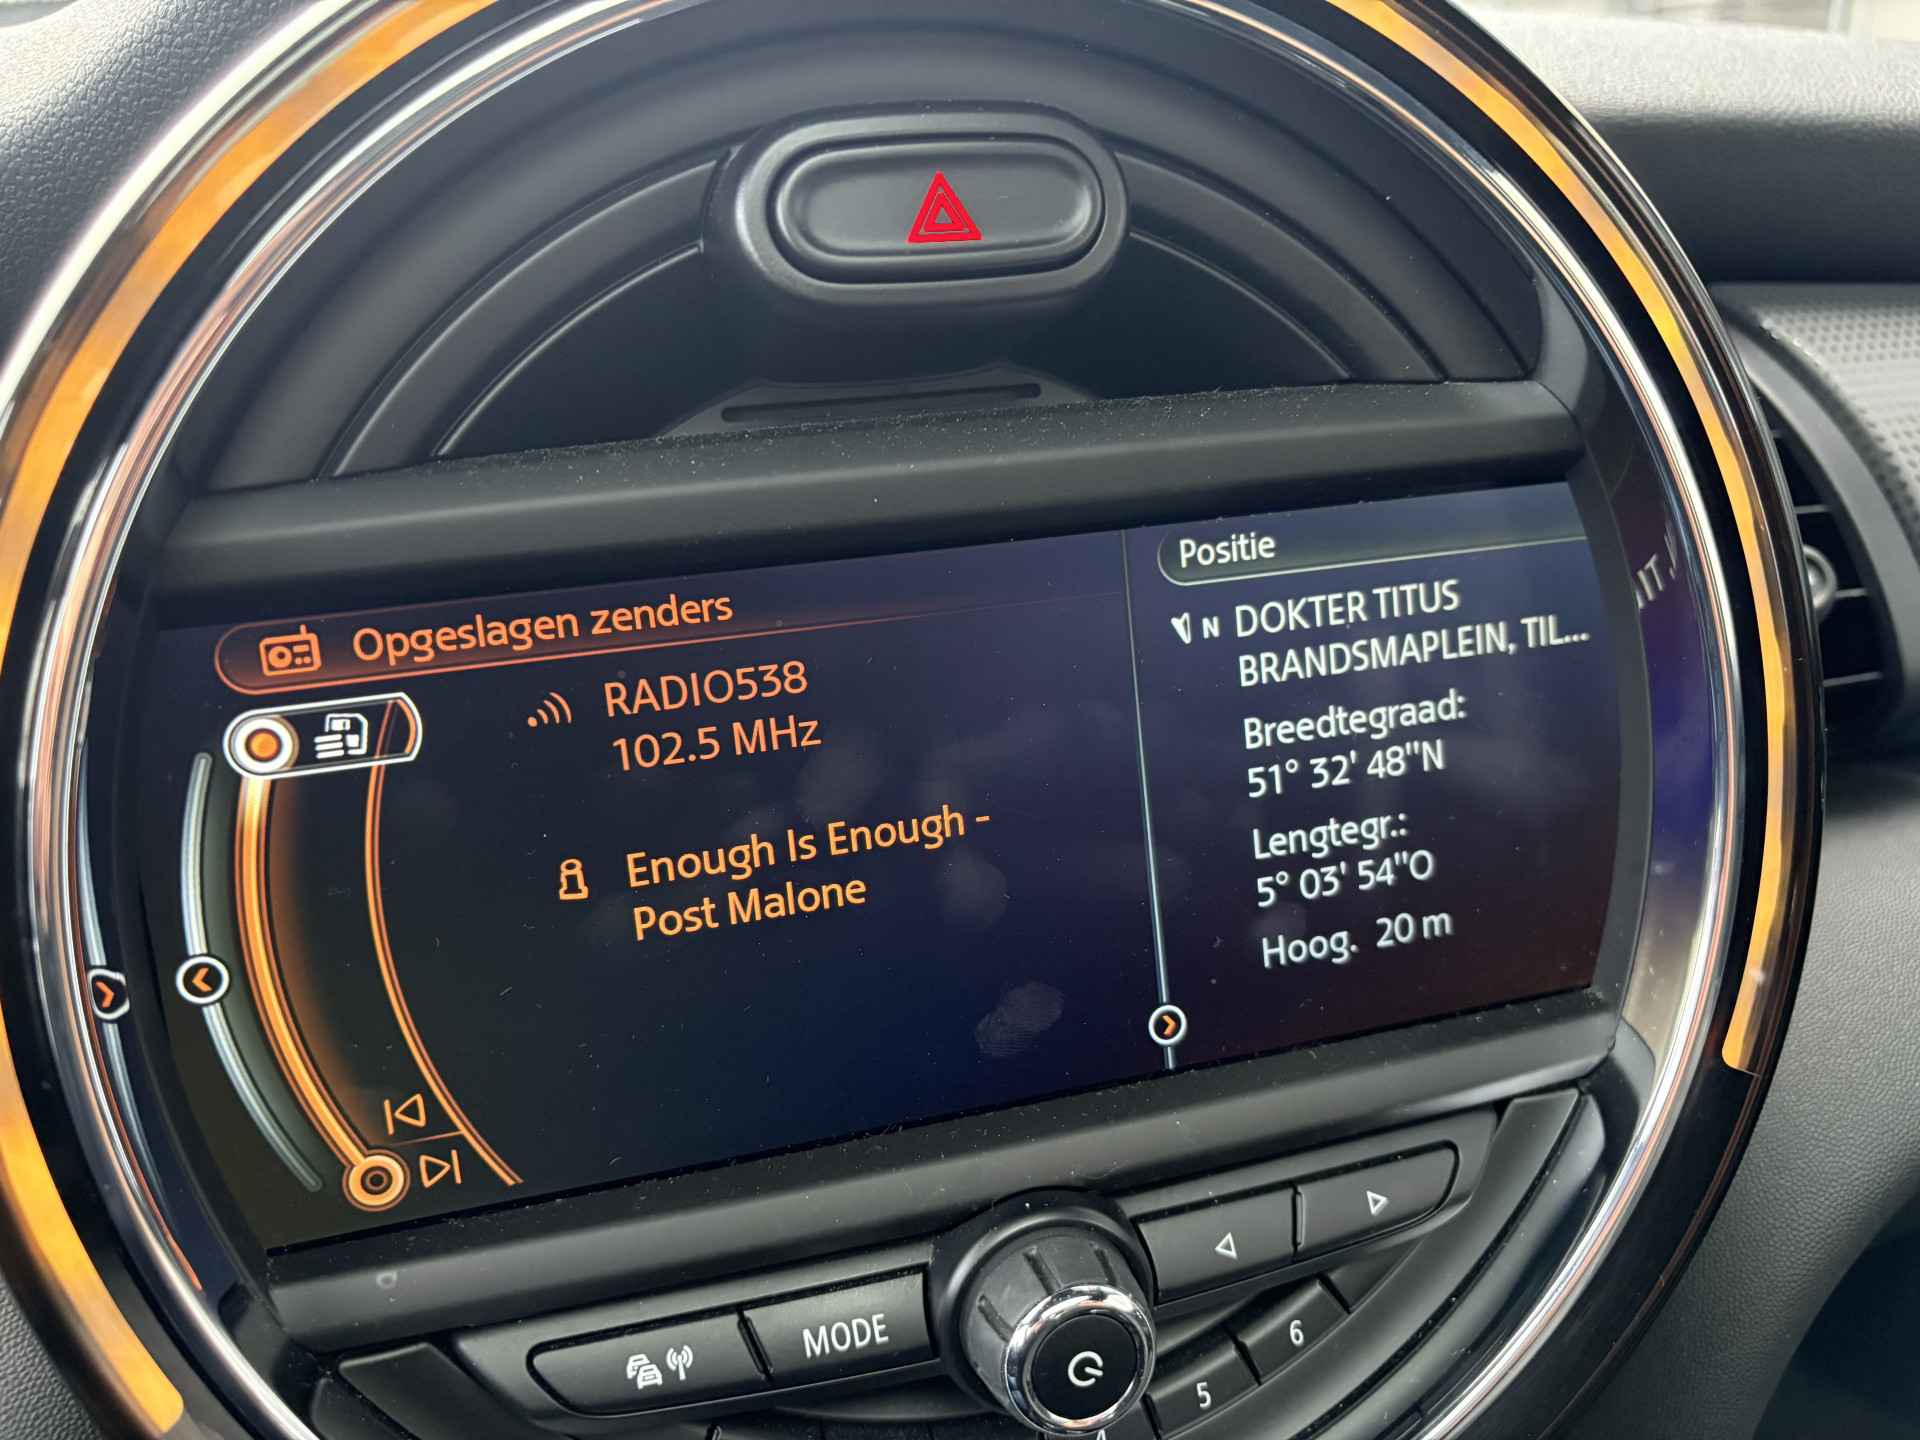 Opgeslagen zenders
RADIO538
102.5 MHz
Enough Is Enough -
Post Malone
Positie
N DOKTER TITUS
BRANDSMAPLEIN, TIL...
Breedtegraad:
51° 32' 48"N
Lengtegr.:
5° 03' 54"O
Hoog. 20 m
MODE
4
5
6